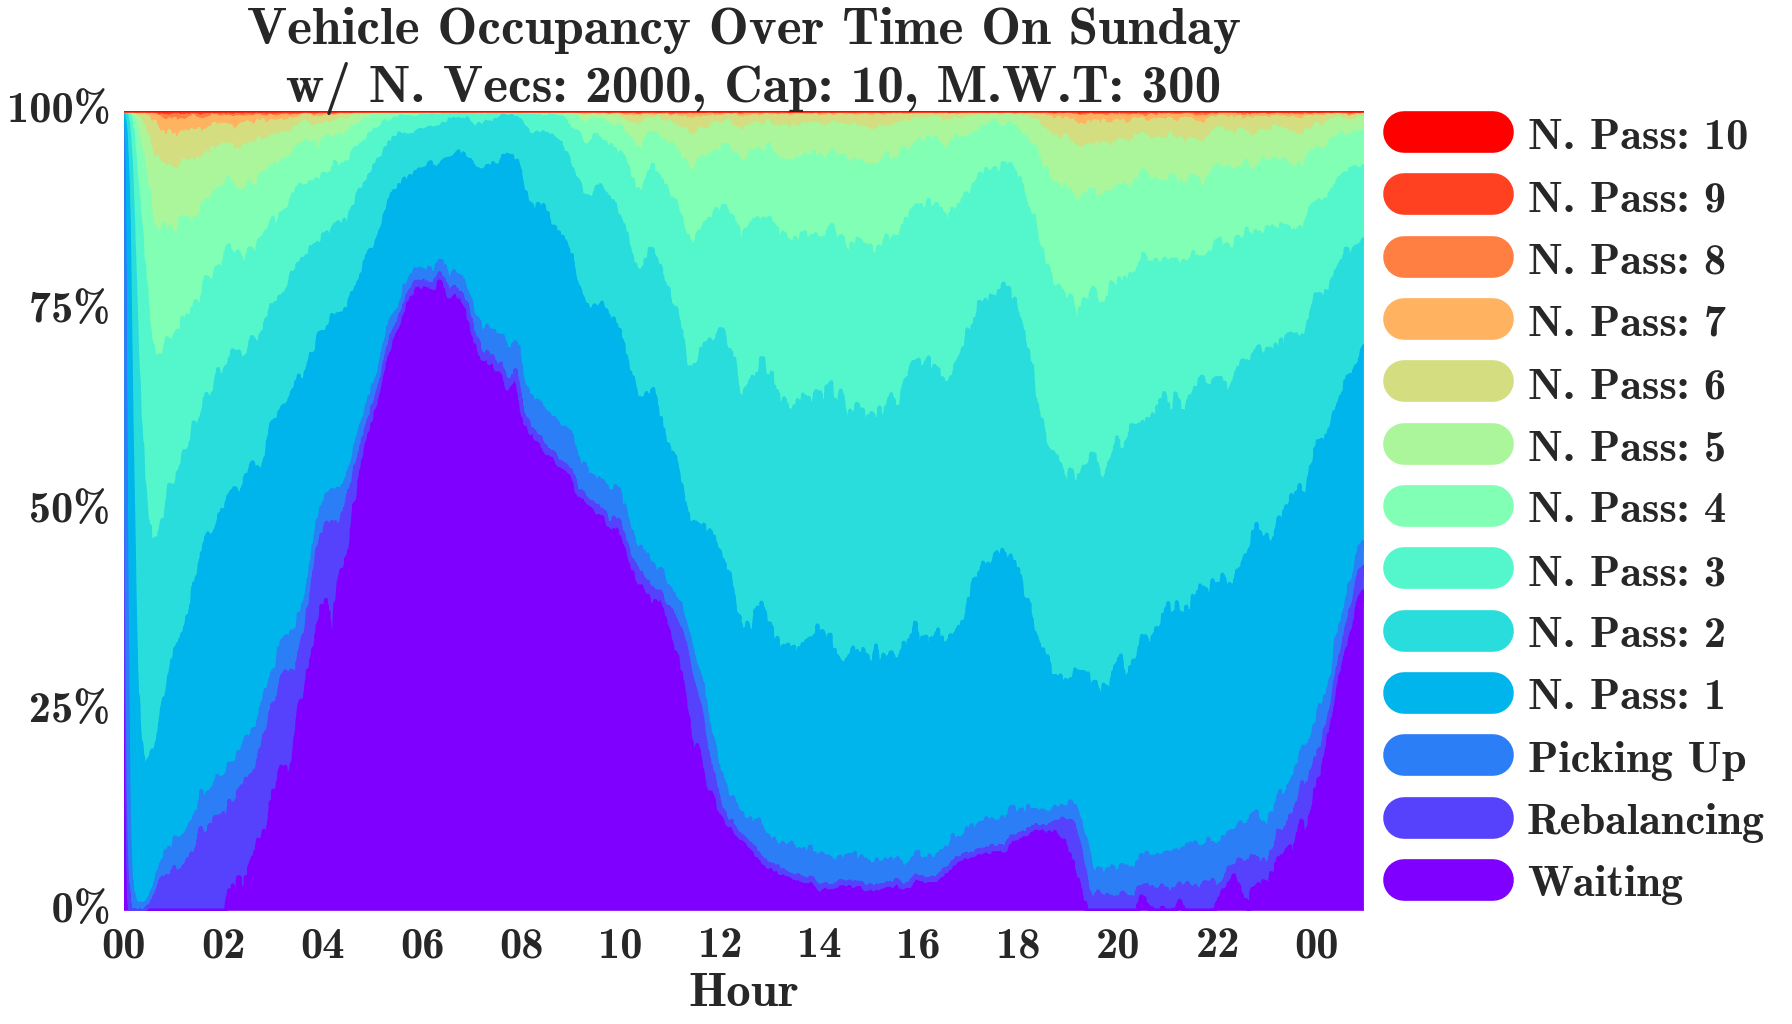 Vehicle Occupancy Over Time On Sunday
w/ N. Vecs: 2000, Cap: 10, M.W.T: 300
100%
75%
50%
25%
0%
00 02 04 06 08 10 12 14 16 18 20 22 00
Hour
N. Pass: 10
N. Pass: 9
N. Pass: 8
N. Pass: 7
N. Pass: 6
N. Pass: 5
N. Pass: 4
N. Pass: 3
N. Pass: 2
N. Pass: 1
Picking Up
Rebalancing
Waiting